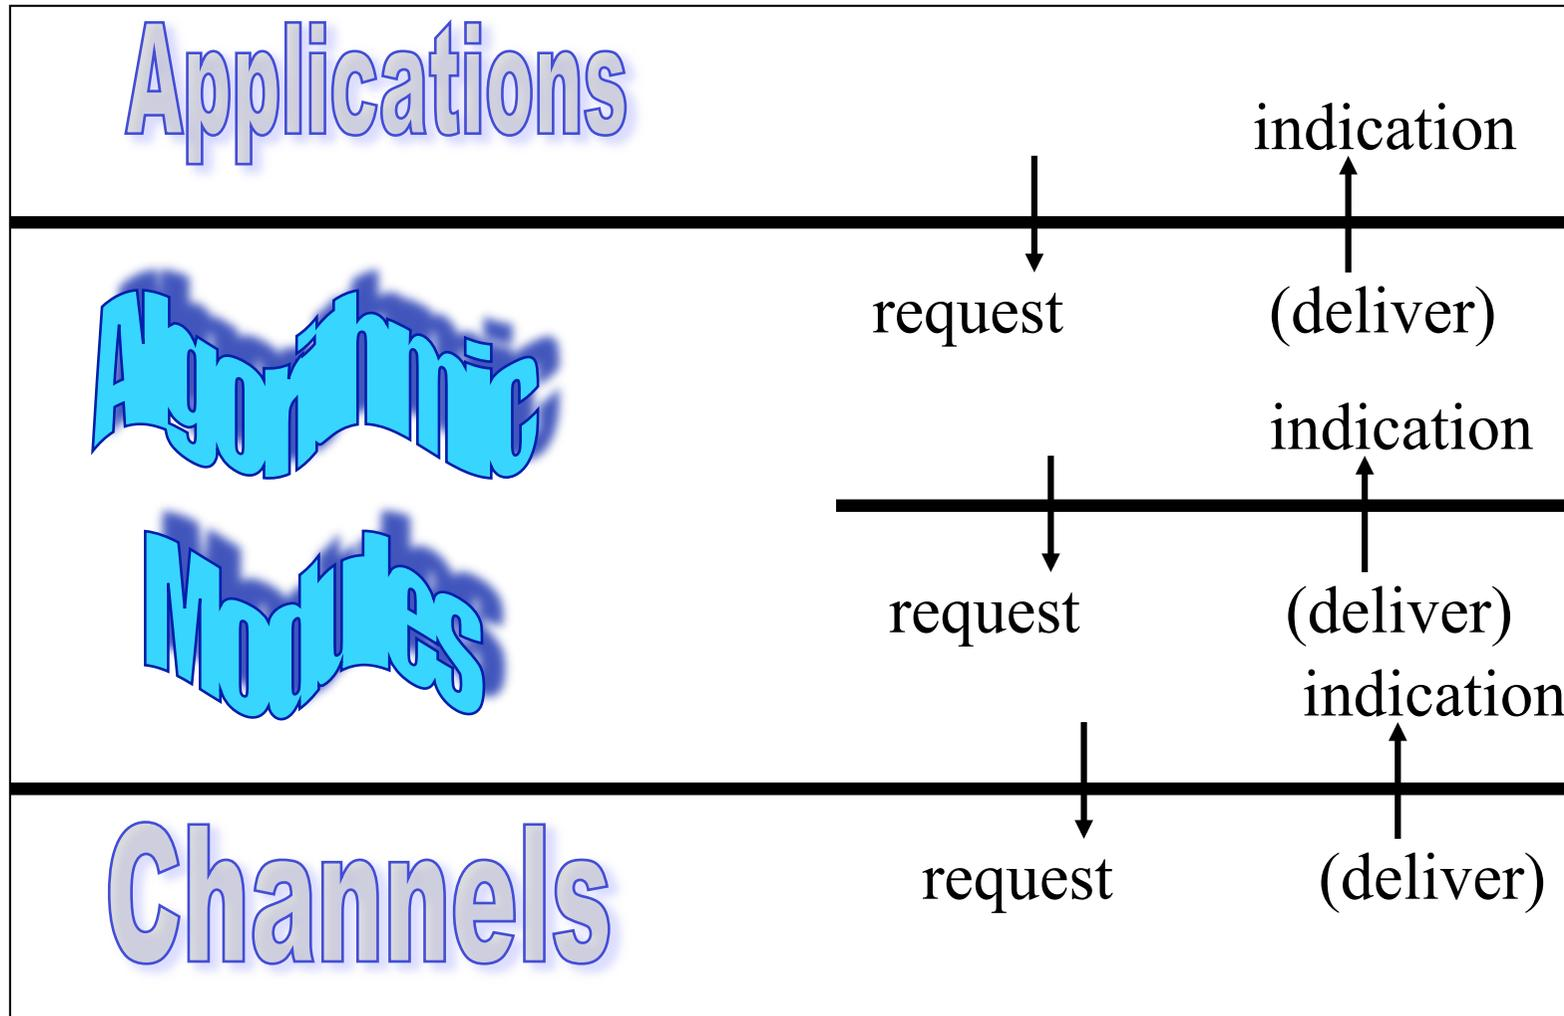 Applications
indication
request (deliver)
Algorithmic
indication
Modules
request (deliver)
indication
Channels
request (deliver)